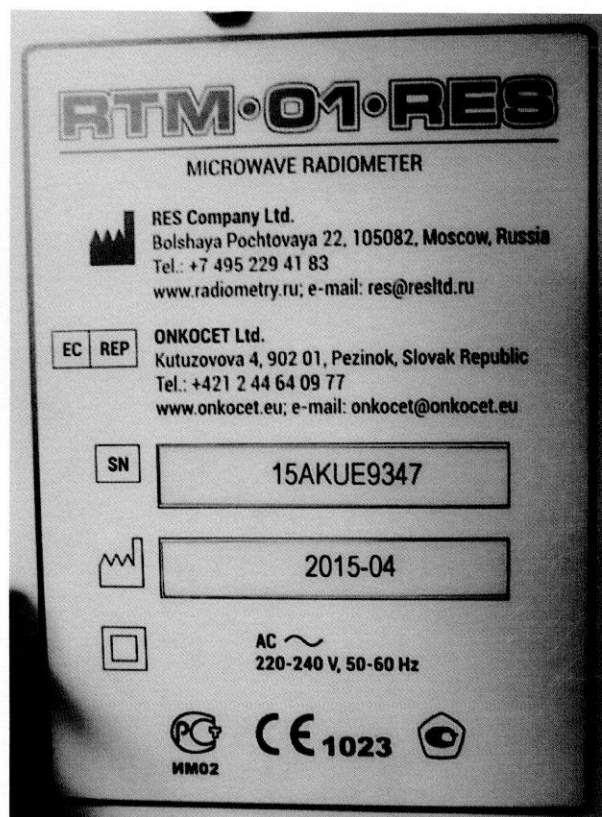 RTM•01•RES
MICROWAVE RADIOMETER
RES Company Ltd.
Bolshaya Pochtovaya 22, 105082, Moscow, Russia
Tel.: +7 495 229 41 83
www.radiometry.ru; e-mail: res@resltd.ru
EC REP
ONKOCET Ltd.
Kutuzovova 4, 902 01, Pezinok, Slovak Republic
Tel.: +421 2 44 64 09 77
www.onkocet.eu; e-mail: onkocet@onkocet.eu
SN
15AKUE9347
2015-04
AC
220-240 V, 50-60 Hz
РСТ
ИМ02
CE 1023